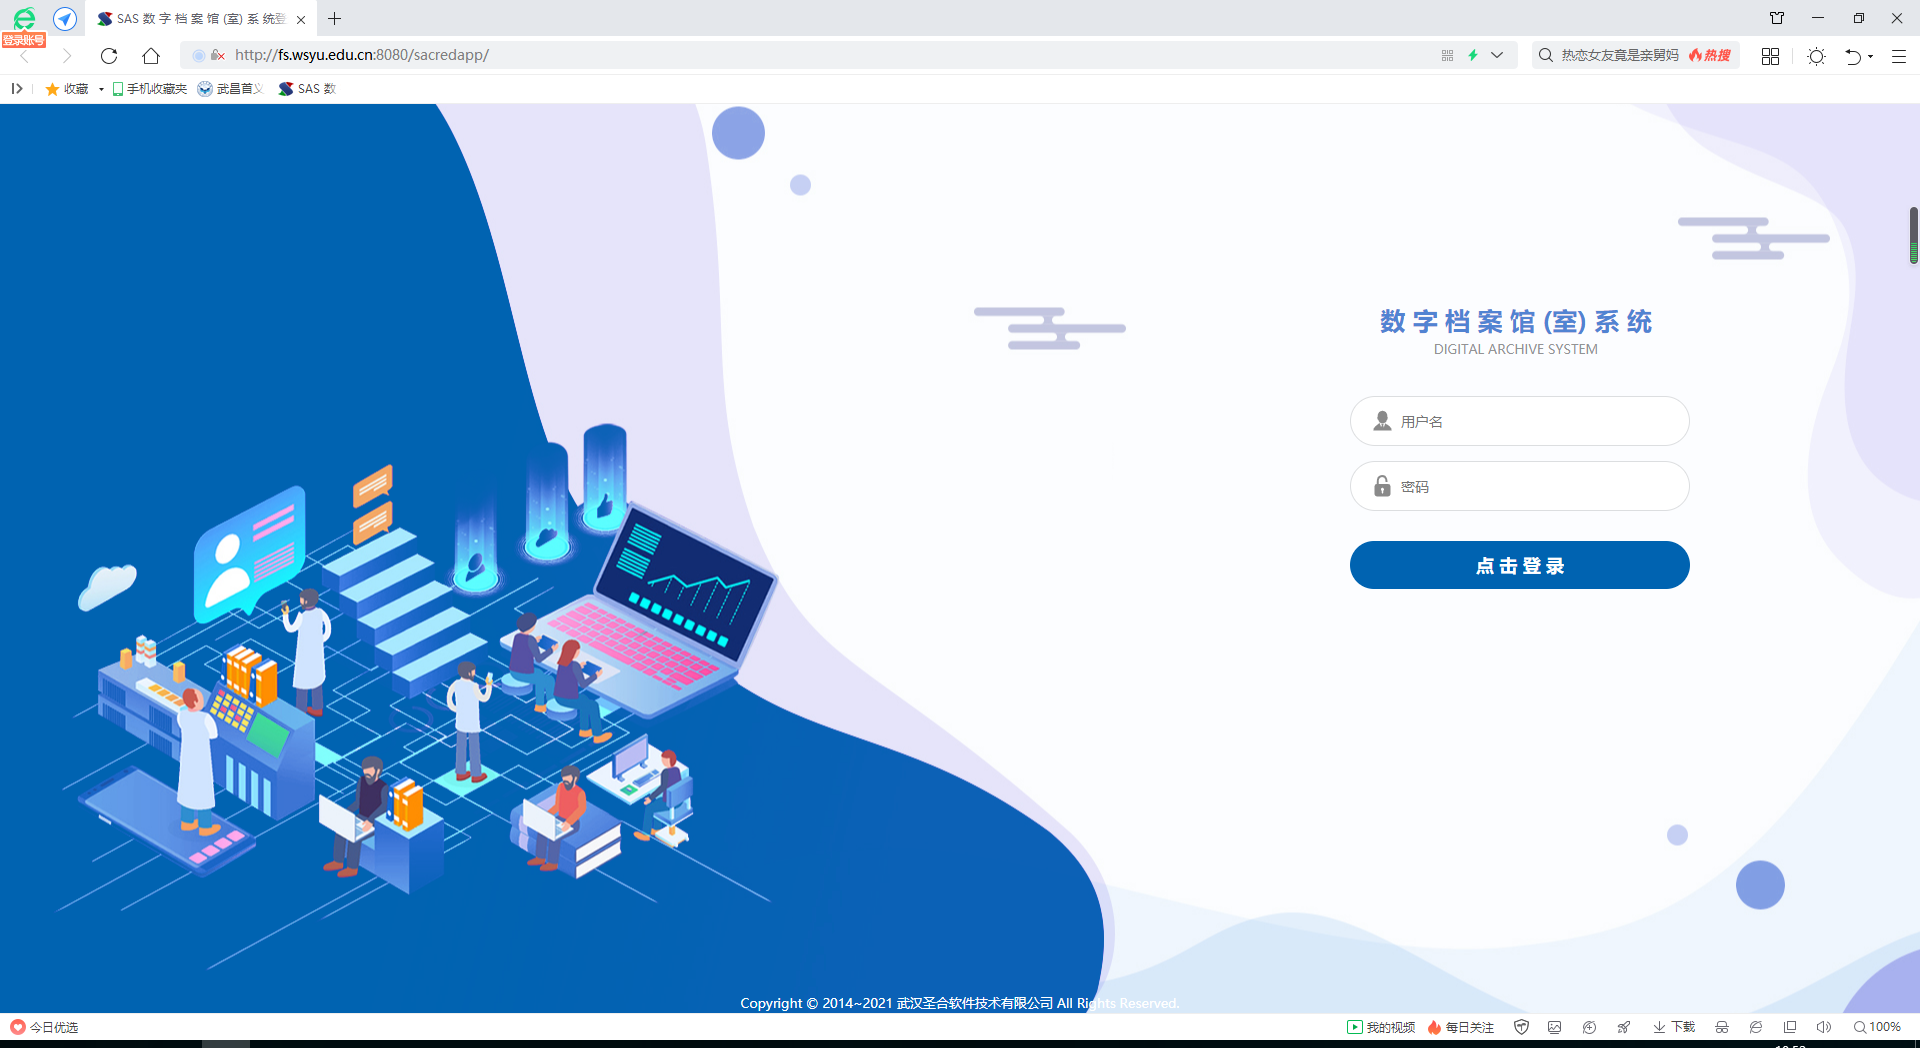 SAS 数 字 档 案 馆 (室) 系 统登
登录账号
http://fs.wsyu.edu.cn:8080/sacredapp/
热恋女友竟是亲舅妈
热搜
收藏
手机收藏夹
武昌首义
SAS 数
数 字 档 案 馆 (室) 系 统
DIGITAL ARCHIVE SYSTEM
用户名
密码
点 击 登 录
Copyright © 2014~2021 武汉圣合软件技术有限公司 All Rights Reserved.
今日优选
我的视频
每日关注
下载
100%